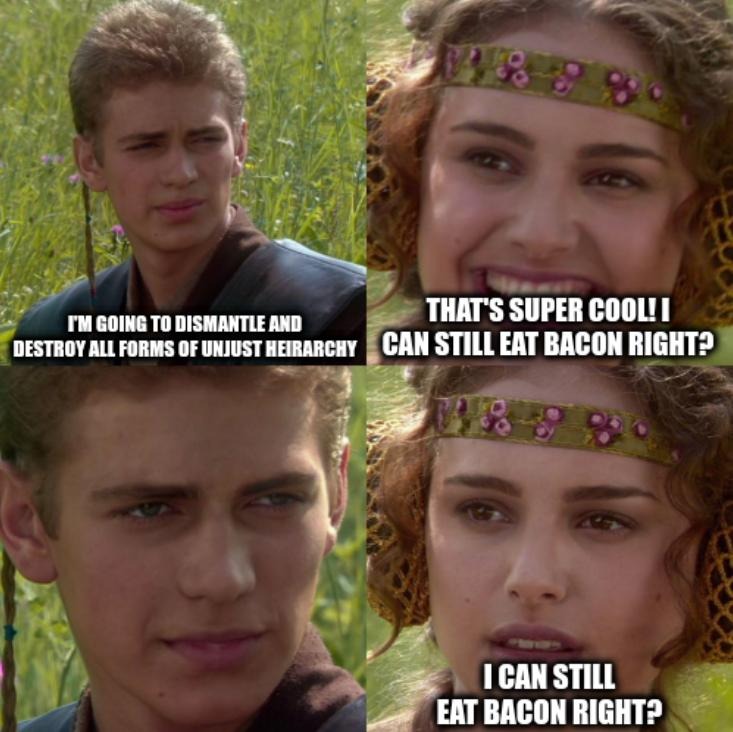 I'M GOING TO DISMANTLE AND
DESTROY ALL FORMS OF UNJUST HEIRARCHY
THAT'S SUPER COOL! I
CAN STILL EAT BACON RIGHT?
I CAN STILL
EAT BACON RIGHT?